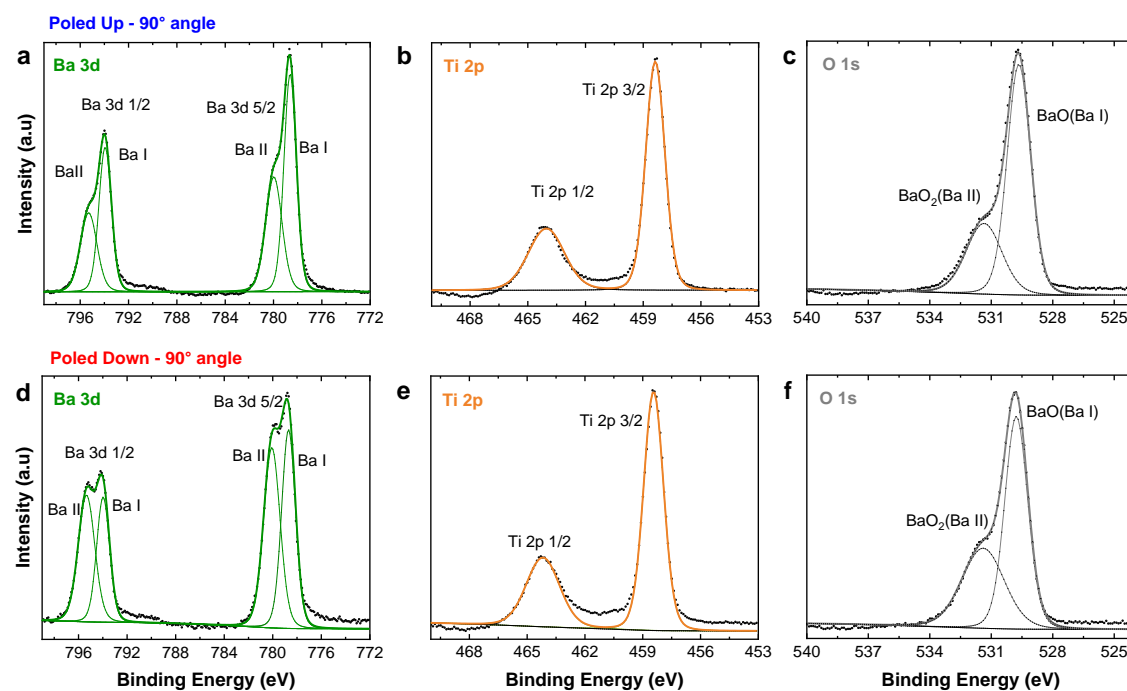 Poled Up - 90° angle
a
Ba 3d
Ba 3d 1/2
Ba 3d 5/2
BaII
Ba I
Ba II
Ba I
Intensity (a.u)
796 792 788 784 780 776 772
b
Ti 2p
Ti 2p 3/2
Ti 2p 1/2
468 465 462 459 456 453
c
O 1s
BaO(Ba I)
BaO₂(Ba II)
540 537 534 531 528 525
Poled Down - 90° angle
d
Ba 3d
Ba 3d 5/2
Ba 3d 1/2
Ba II
Ba I
Ba II
Ba I
Intensity (a.u)
796 792 788 784 780 776 772
Binding Energy (eV)
e
Ti 2p
Ti 2p 3/2
Ti 2p 1/2
468 465 462 459 456 453
Binding Energy (eV)
f
O 1s
BaO(Ba I)
BaO₂(Ba II)
540 537 534 531 528 525
Binding Energy (eV)